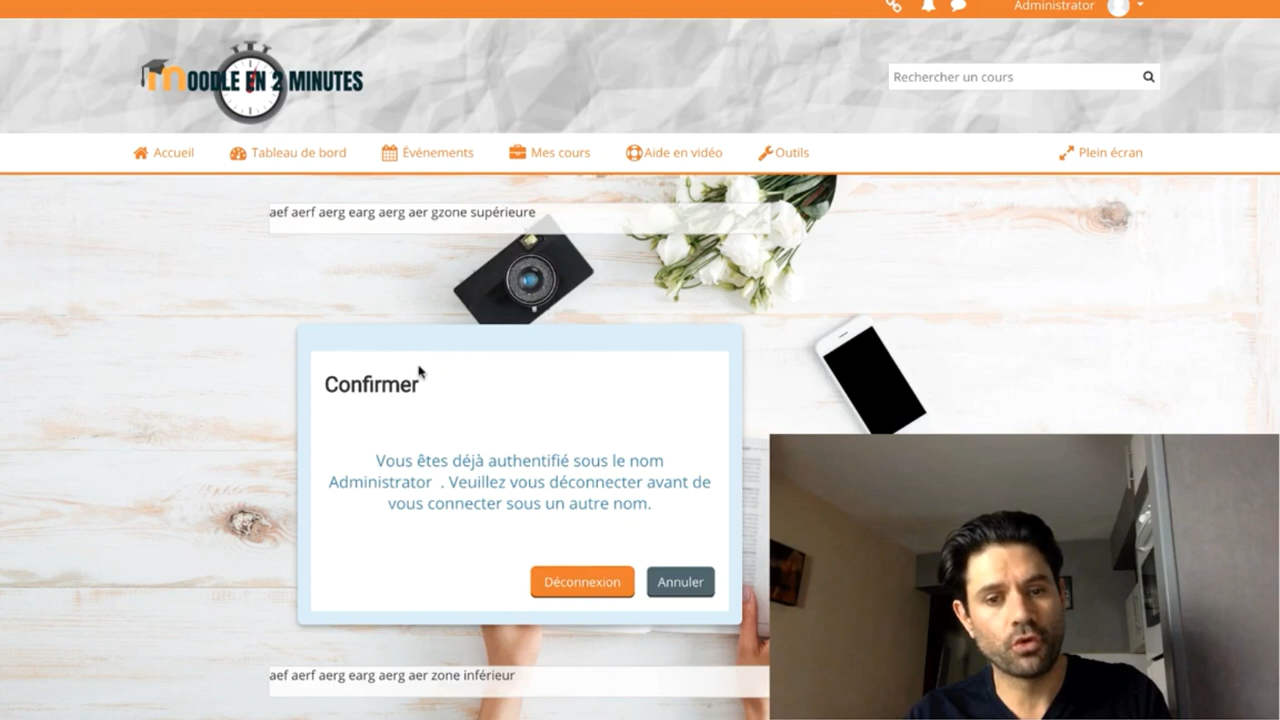 Administrator
MOODLE EN 2 MINUTES
Rechercher un cours
Accueil
Tableau de bord
Événements
Mes cours
Aide en vidéo
Outils
Plein écran
aef aerf aerg earg aerg aer gzone supérieure
Confirmer
Vous êtes déjà authentifié sous le nom
Administrator . Veuillez vous déconnecter avant de
vous connecter sous un autre nom.
Déconnexion
Annuler
aef aerf aerg earg aerg aer zone inférieur